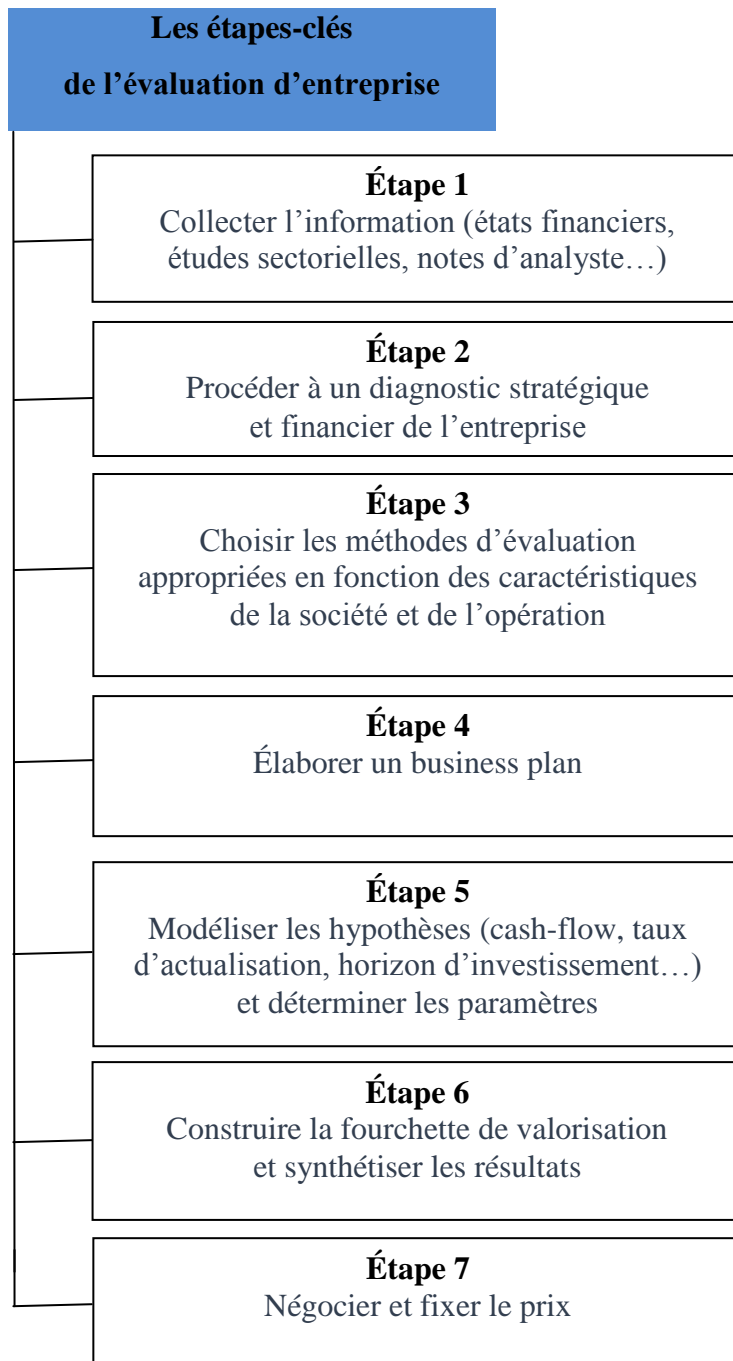 Les étapes-clés
de l’évaluation d’entreprise
Étape 1
Collecter l’information (états financiers,
études sectorielles, notes d’analyste…)
Étape 2
Procéder à un diagnostic stratégique
et financier de l’entreprise
Étape 3
Choisir les méthodes d’évaluation
appropriées en fonction des caractéristiques
de la société et de l’opération
Étape 4
Élaborer un business plan
Étape 5
Modéliser les hypothèses (cash-flow, taux
d’actualisation, horizon d’investissement…)
et déterminer les paramètres
Étape 6
Construire la fourchette de valorisation
et synthétiser les résultats
Étape 7
Négocier et fixer le prix